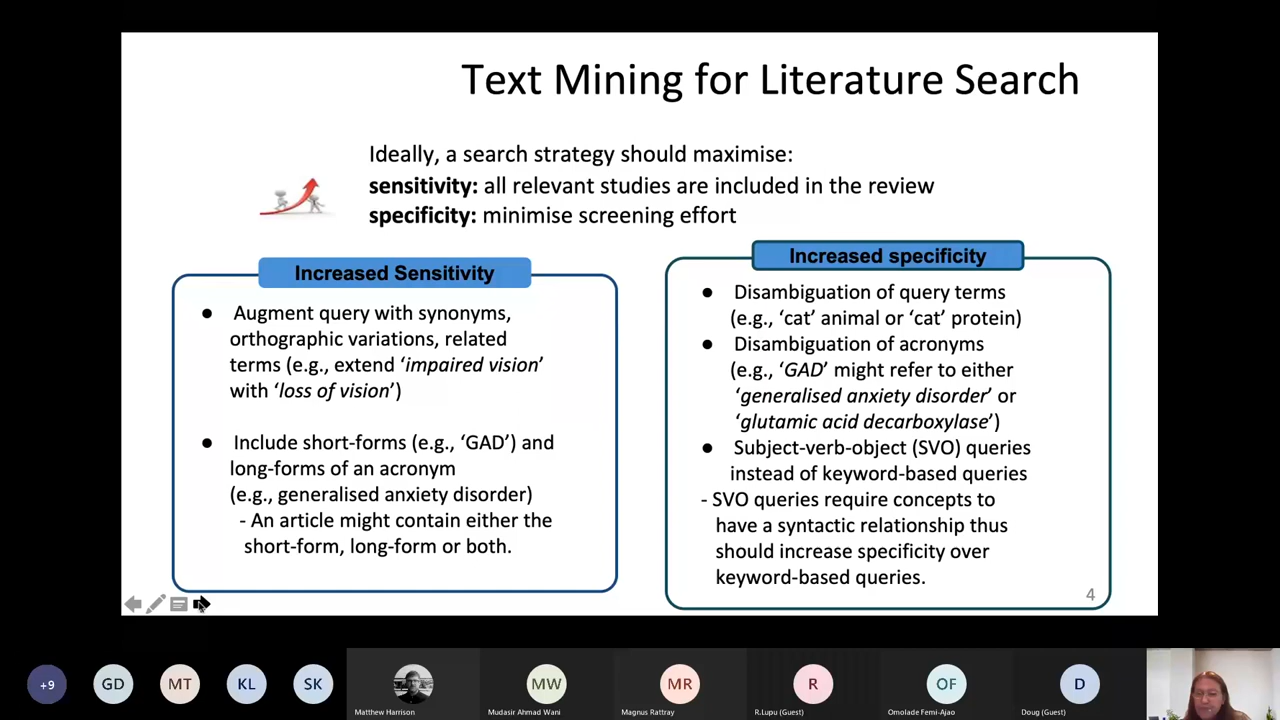 Text Mining for Literature Search
Ideally, a search strategy should maximise:
sensitivity: all relevant studies are included in the review
specificity: minimise screening effort
Increased Sensitivity
● Augment query with synonyms,
orthographic variations, related
terms (e.g., extend ‘impaired vision’
with ‘loss of vision’)
● Include short-forms (e.g., ‘GAD’) and
long-forms of an acronym
(e.g., generalised anxiety disorder)
- An article might contain either the
short-form, long-form or both.
Increased specificity
● Disambiguation of query terms
(e.g., ‘cat’ animal or ‘cat’ protein)
● Disambiguation of acronyms
(e.g., ‘GAD’ might refer to either
‘generalised anxiety disorder’ or
‘glutamic acid decarboxylase’)
● Subject-verb-object (SVO) queries
instead of keyword-based queries
- SVO queries require concepts to
have a syntactic relationship thus
should increase specificity over
keyword-based queries.
4
+9
GD
MT
KL
SK
Matthew Harrison
MW
Mudasir Ahmad Wani
MR
Magnus Rattray
R
R.Lupu (Guest)
OF
Omolade Femi-Ajao
D
Doug (Guest)